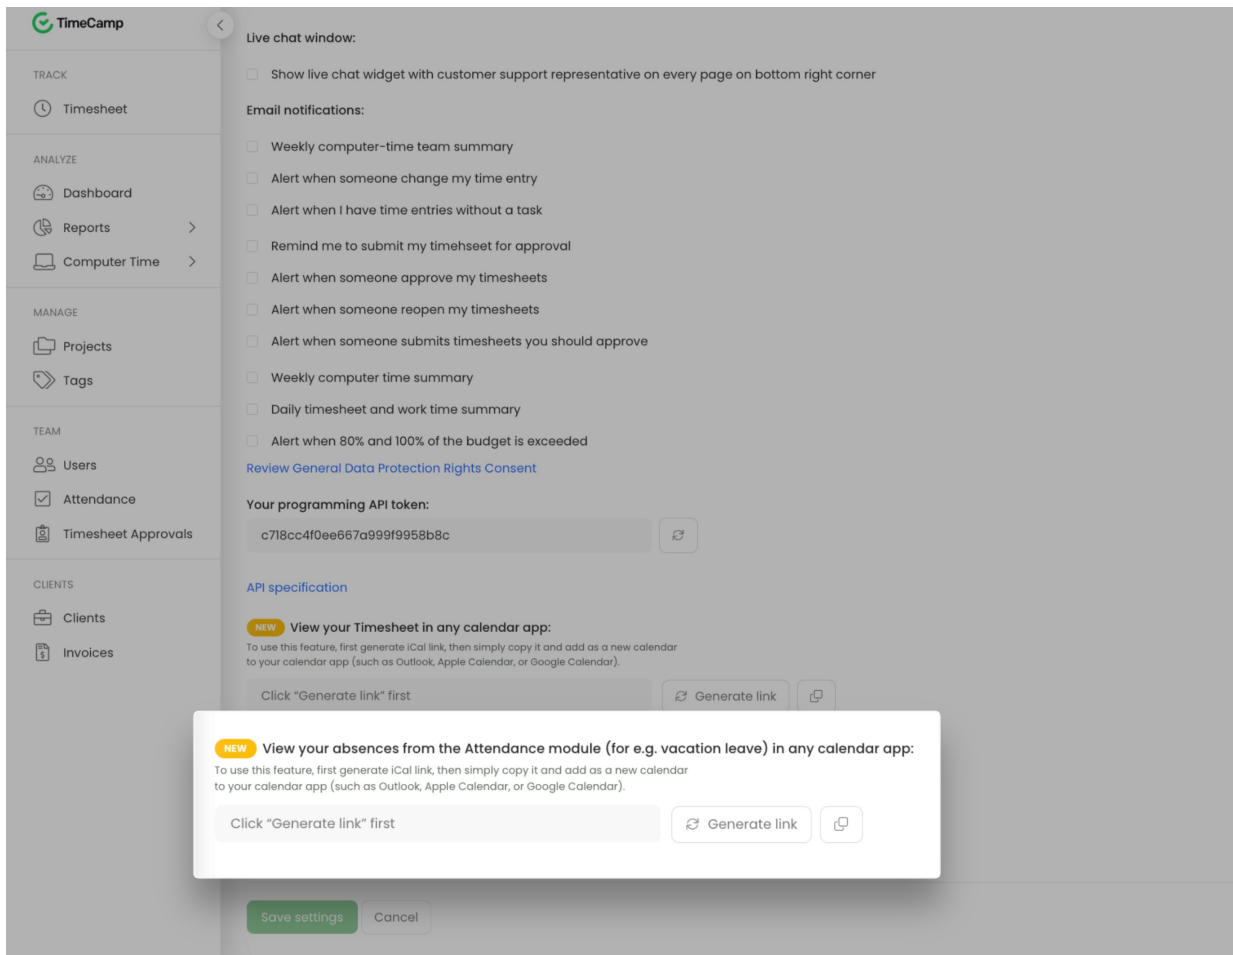 TimeCamp
TRACK
Timesheet
ANALYZE
Dashboard
Reports
Computer Time
MANAGE
Projects
Tags
TEAM
Users
Attendance
Timesheet Approvals
CLIENTS
Clients
Invoices
Live chat window:
Show live chat widget with customer support representative on every page on bottom right corner
Email notifications:
Weekly computer-time team summary
Alert when someone change my time entry
Alert when I have time entries without a task
Remind me to submit my timehseet for approval
Alert when someone approve my timesheets
Alert when someone reopen my timesheets
Alert when someone submits timesheets you should approve
Weekly computer time summary
Daily timesheet and work time summary
Alert when 80% and 100% of the budget is exceeded
Review General Data Protection Rights Consent
Your programming API token:
c718cc4f0ee667a999f9958b8c
API specification
NEW View your Timesheet in any calendar app:
To use this feature, first generate iCal link, then simply copy it and add as a new calendar
to your calendar app (such as Outlook, Apple Calendar, or Google Calendar).
Click "Generate link" first Generate link
NEW View your absences from the Attendance module (for e.g. vacation leave) in any calendar app:
To use this feature, first generate iCal link, then simply copy it and add as a new calendar
to your calendar app (such as Outlook, Apple Calendar, or Google Calendar).
Click "Generate link" first Generate link
Save settings Cancel